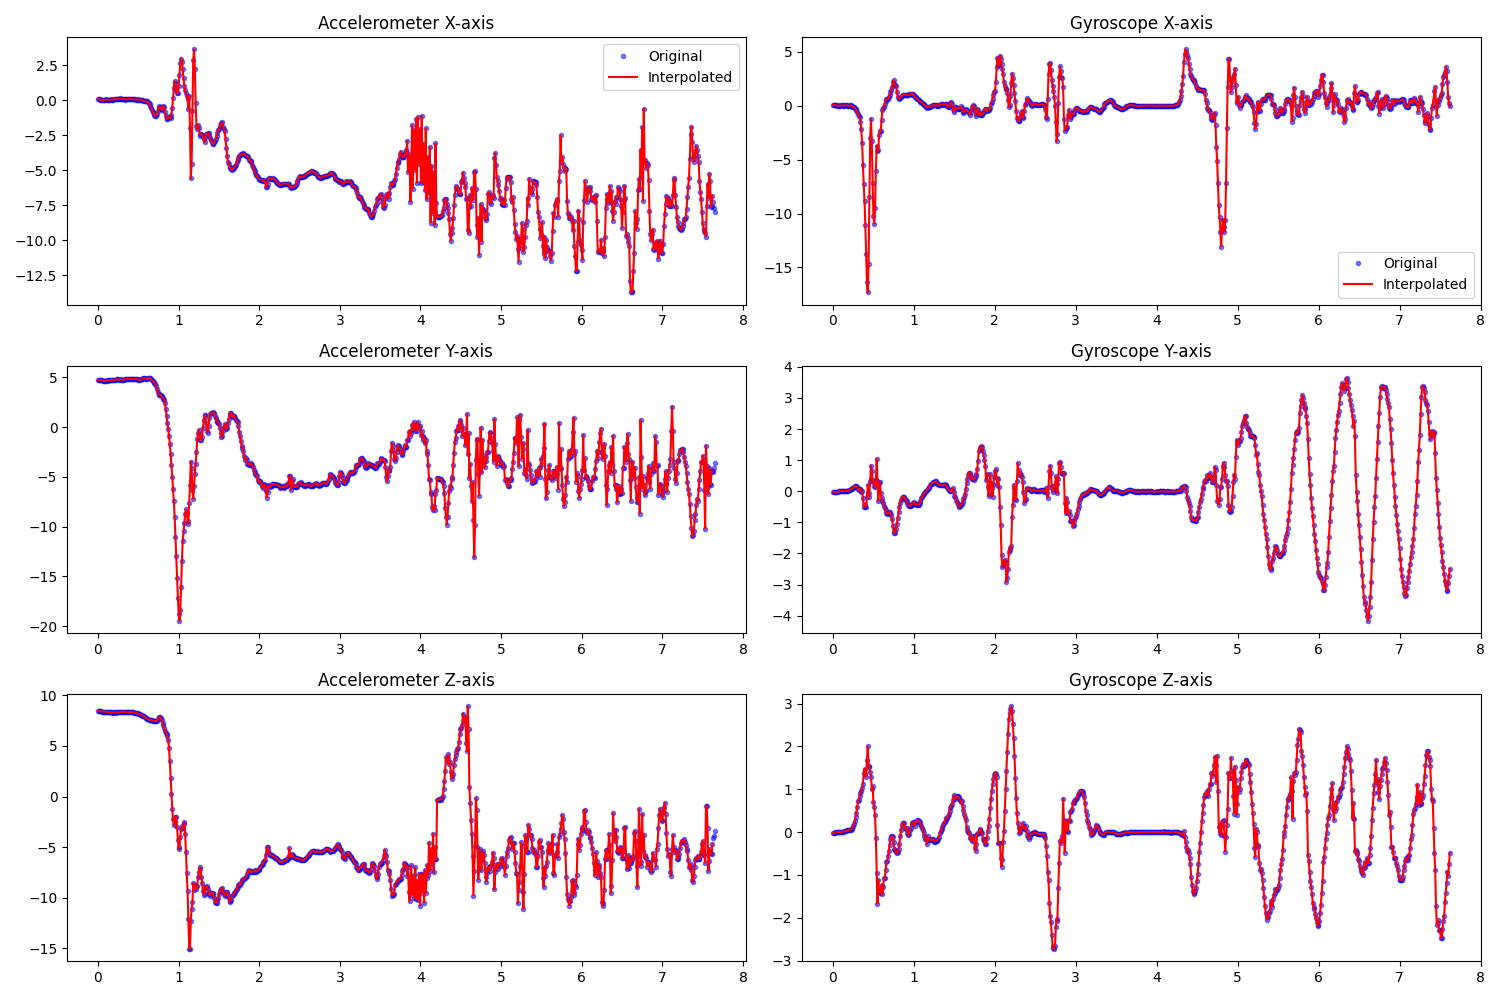 Accelerometer X-axis
2.5
0.0
−2.5
−5.0
−7.5
−10.0
−12.5
Original
Interpolated
0 1 2 3 4 5 6 7 8
Gyroscope X-axis
5
0
−5
−10
−15
Original
Interpolated
0 1 2 3 4 5 6 7 8
Accelerometer Y-axis
5
0
−5
−10
−15
−20
0 1 2 3 4 5 6 7 8
Gyroscope Y-axis
4
3
2
1
0
−1
−2
−3
−4
0 1 2 3 4 5 6 7 8
Accelerometer Z-axis
10
5
0
−5
−10
−15
0 1 2 3 4 5 6 7 8
Gyroscope Z-axis
3
2
1
0
−1
−2
−3
0 1 2 3 4 5 6 7 8